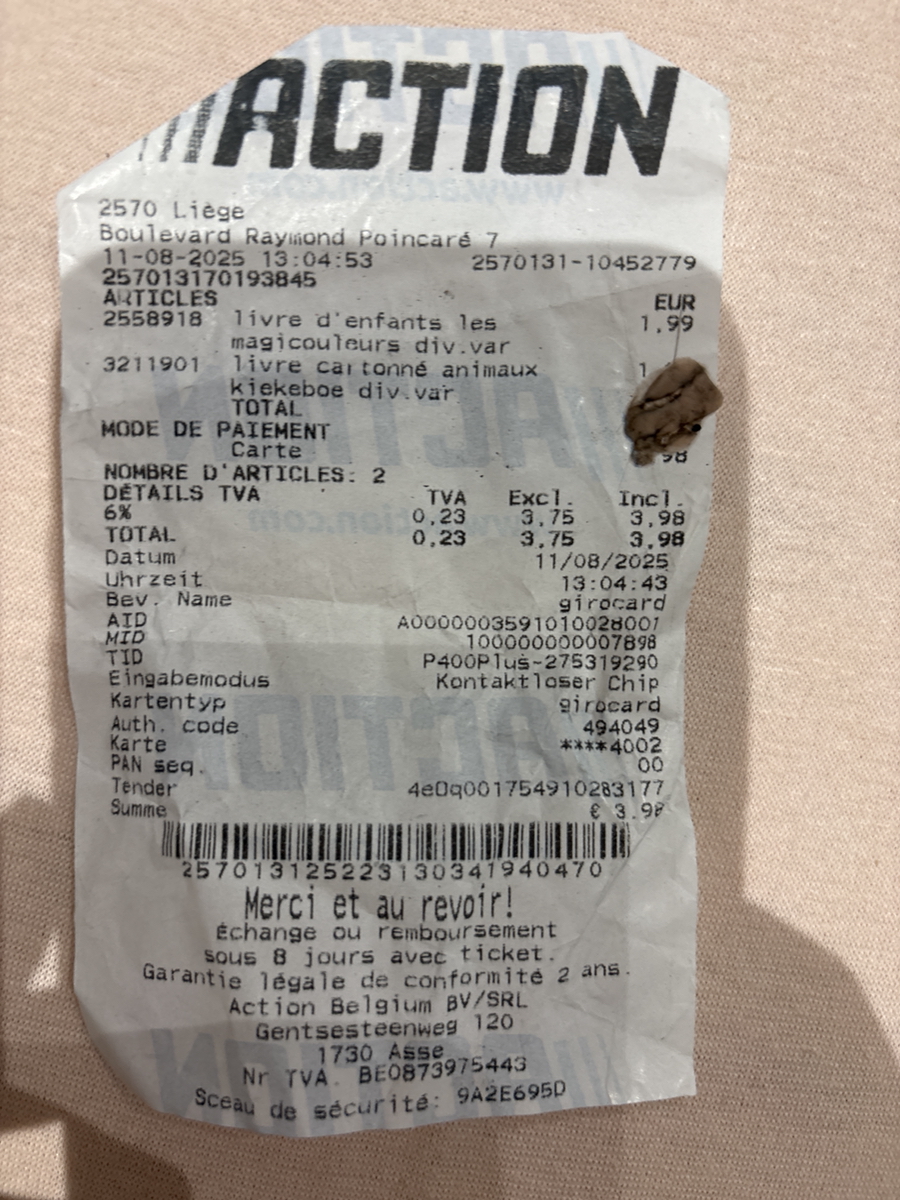 ACTION
2570 Liège
Boulevard Raymond Poincaré 7
11-08-2025 13:04:53 2570131-10452779
257013170193845
ARTICLES EUR
2558918 livre d'enfants les 1,99
magicouleurs div.var
3211901 livre cartonné animaux 1
kiekeboe div.var
TOTAL
MODE DE PAIEMENT
Carte 98
NOMBRE D'ARTICLES: 2
DÉTAILS TVA TVA Excl. Incl.
6% 0,23 3,75 3,98
TOTAL 0,23 3,75 3,98
Datum 11/08/2025
Uhrzeit 13:04:43
Bev. Name girocard
AID A0000003591010028001
MID 100000000007898
TID P400Plus-275319290
Eingabemodus Kontaktloser Chip
Kartentyp girocard
Auth. code 494049
Karte ****4002
PAN seq. 00
Tender 4e0q001754910283177
Summe € 3.98
2570131252231303419404​70
Merci et au revoir!
Échange ou remboursement
sous 8 jours avec ticket.
Garantie légale de conformité 2 ans.
Action Belgium BV/SRL
Gentsesteenweg 120
1730 Asse
Nr TVA. BE0873975443
Sceau de sécurité: 9A2E695D